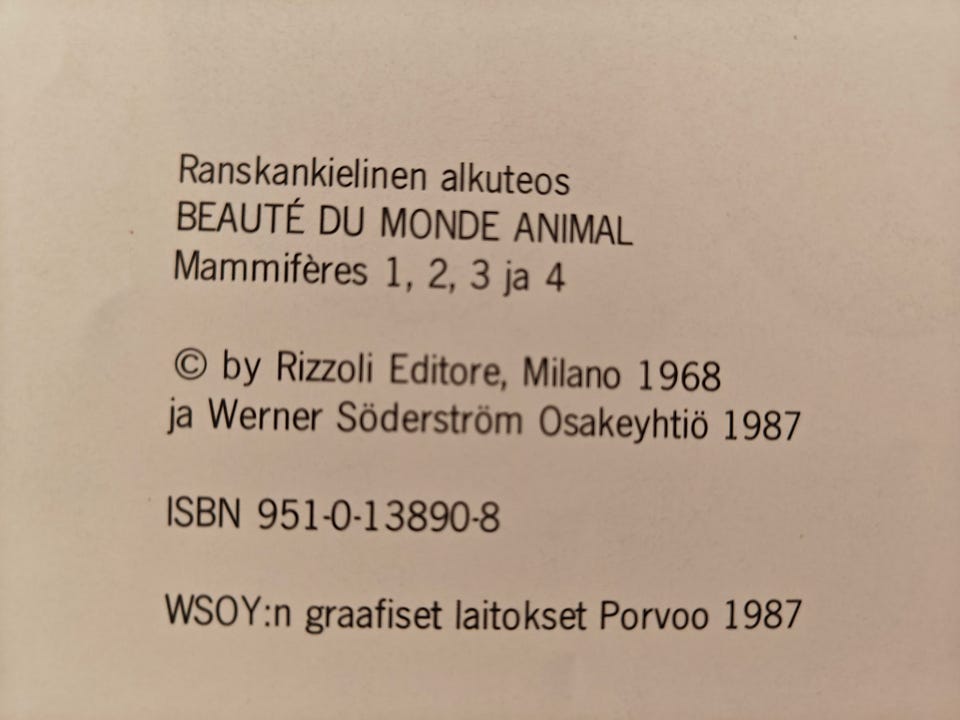 Ranskankielinen alkuteos
BEAUTÉ DU MONDE ANIMAL
Mammifères 1, 2, 3 ja 4
© by Rizzoli Editore, Milano 1968
ja Werner Söderström Osakeyhtiö 1987
ISBN 951-0-13890-8
WSOY:n graafiset laitokset Porvoo 1987